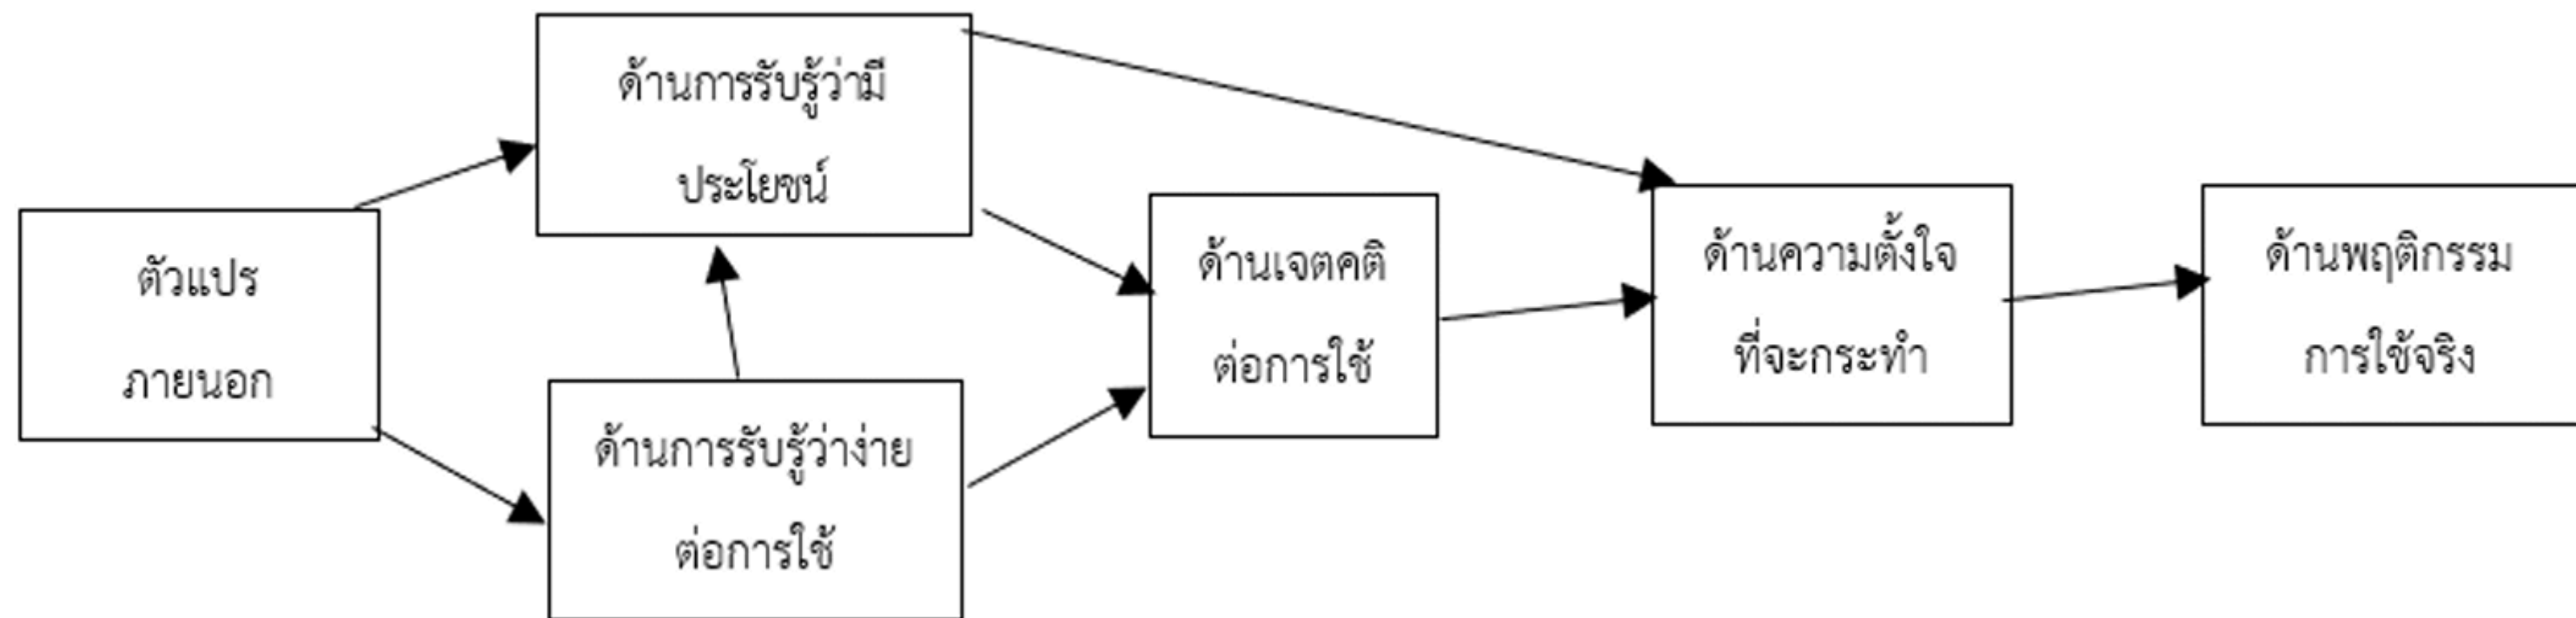 ด้านการรับรู้ว่ามี
ประโยชน์
ตัวแปร
ภายนอก
ด้านการรับรู้ว่าง่าย
ต่อการใช้
ด้านเจตคติ
ต่อการใช้
ด้านความตั้งใจ
ที่จะกระทำ
ด้านพฤติกรรม
การใช้จริง